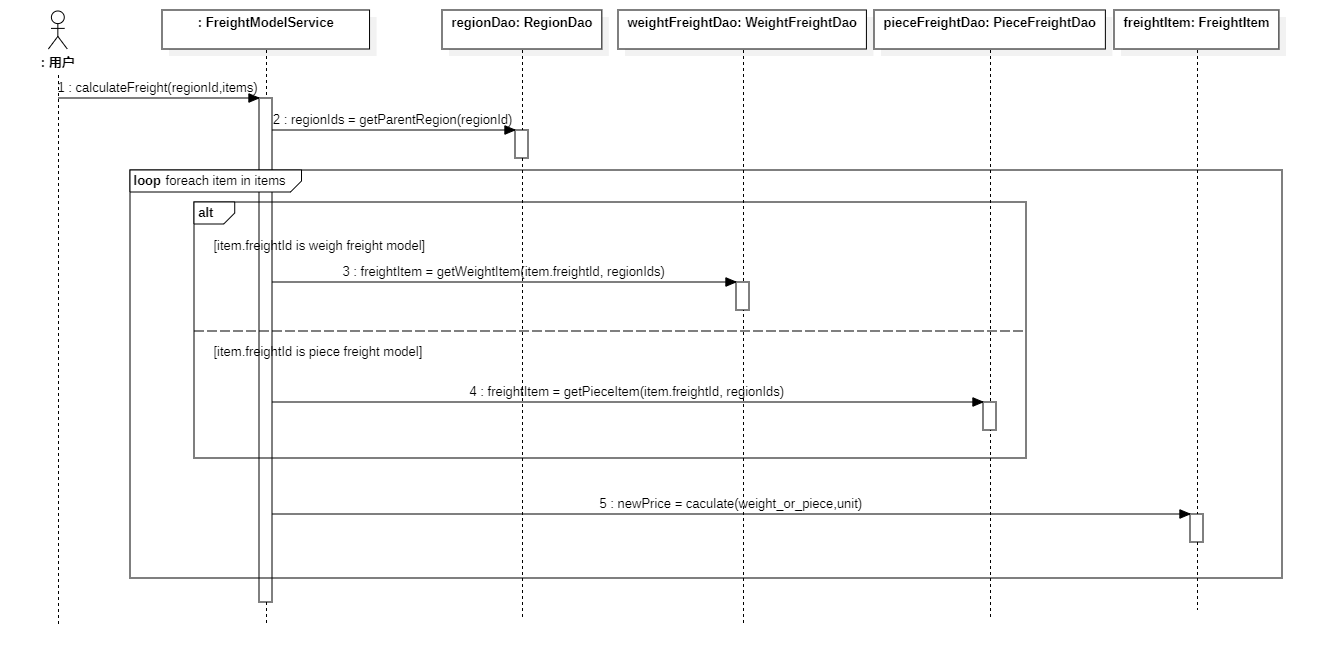 : FreightModelService
regionDao: RegionDao
weightFreightDao: WeightFreightDao
pieceFreightDao: PieceFreightDao
freightItem: FreightItem
: 用户
1 : calculateFreight(regionId,items)
2 : regionIds = getParentRegion(regionId)
loop foreach item in items
alt
[item.freightId is weigh freight model]
3 : freightItem = getWeightItem(item.freightId, regionIds)
[item.freightId is piece freight model]
4 : freightItem = getPieceItem(item.freightId, regionIds)
5 : newPrice = caculate(weight_or_piece,unit)